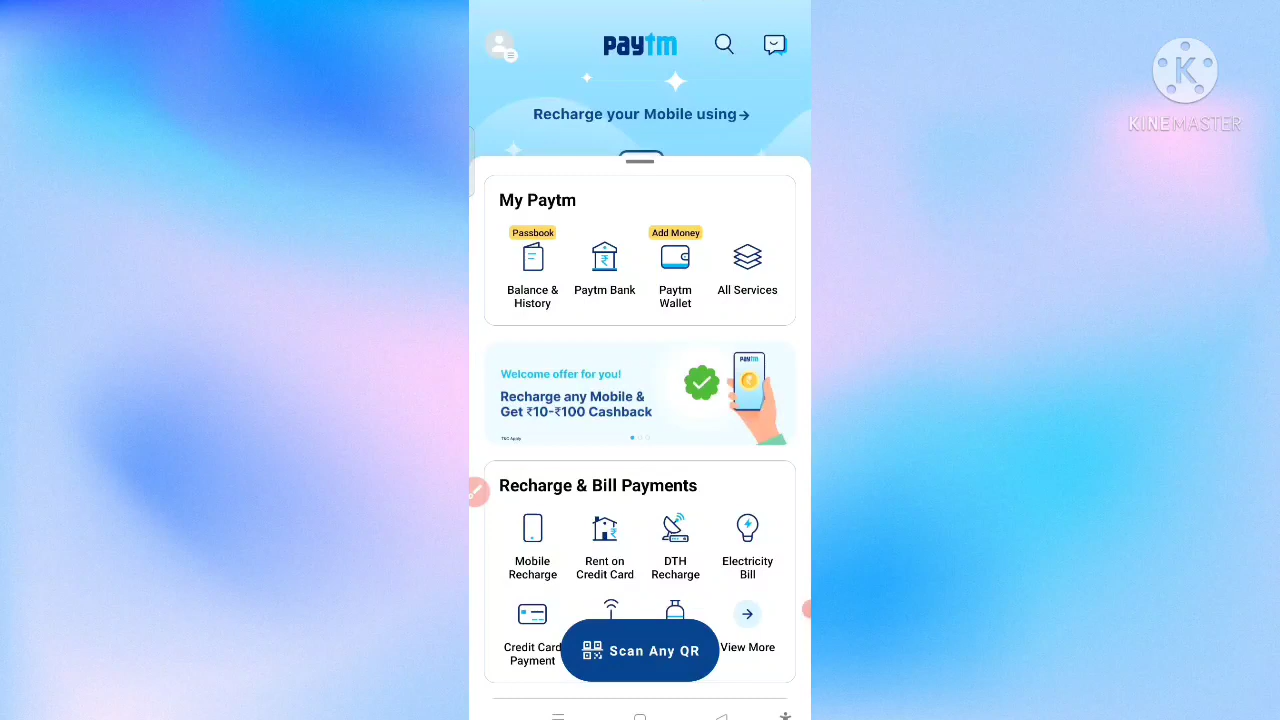 paytm
K
KINEMASTER
Recharge your Mobile using→
My Paytm
Passbook
Add Money
Balance & History
Paytm Bank
Paytm Wallet
All Services
Welcome offer for you!
Recharge any Mobile &
Get ₹10-₹100 Cashback
paytm
T&C Apply
Recharge & Bill Payments
Mobile Recharge
Rent on Credit Card
DTH Recharge
Electricity Bill
Credit Card Payment
View More
Scan Any QR